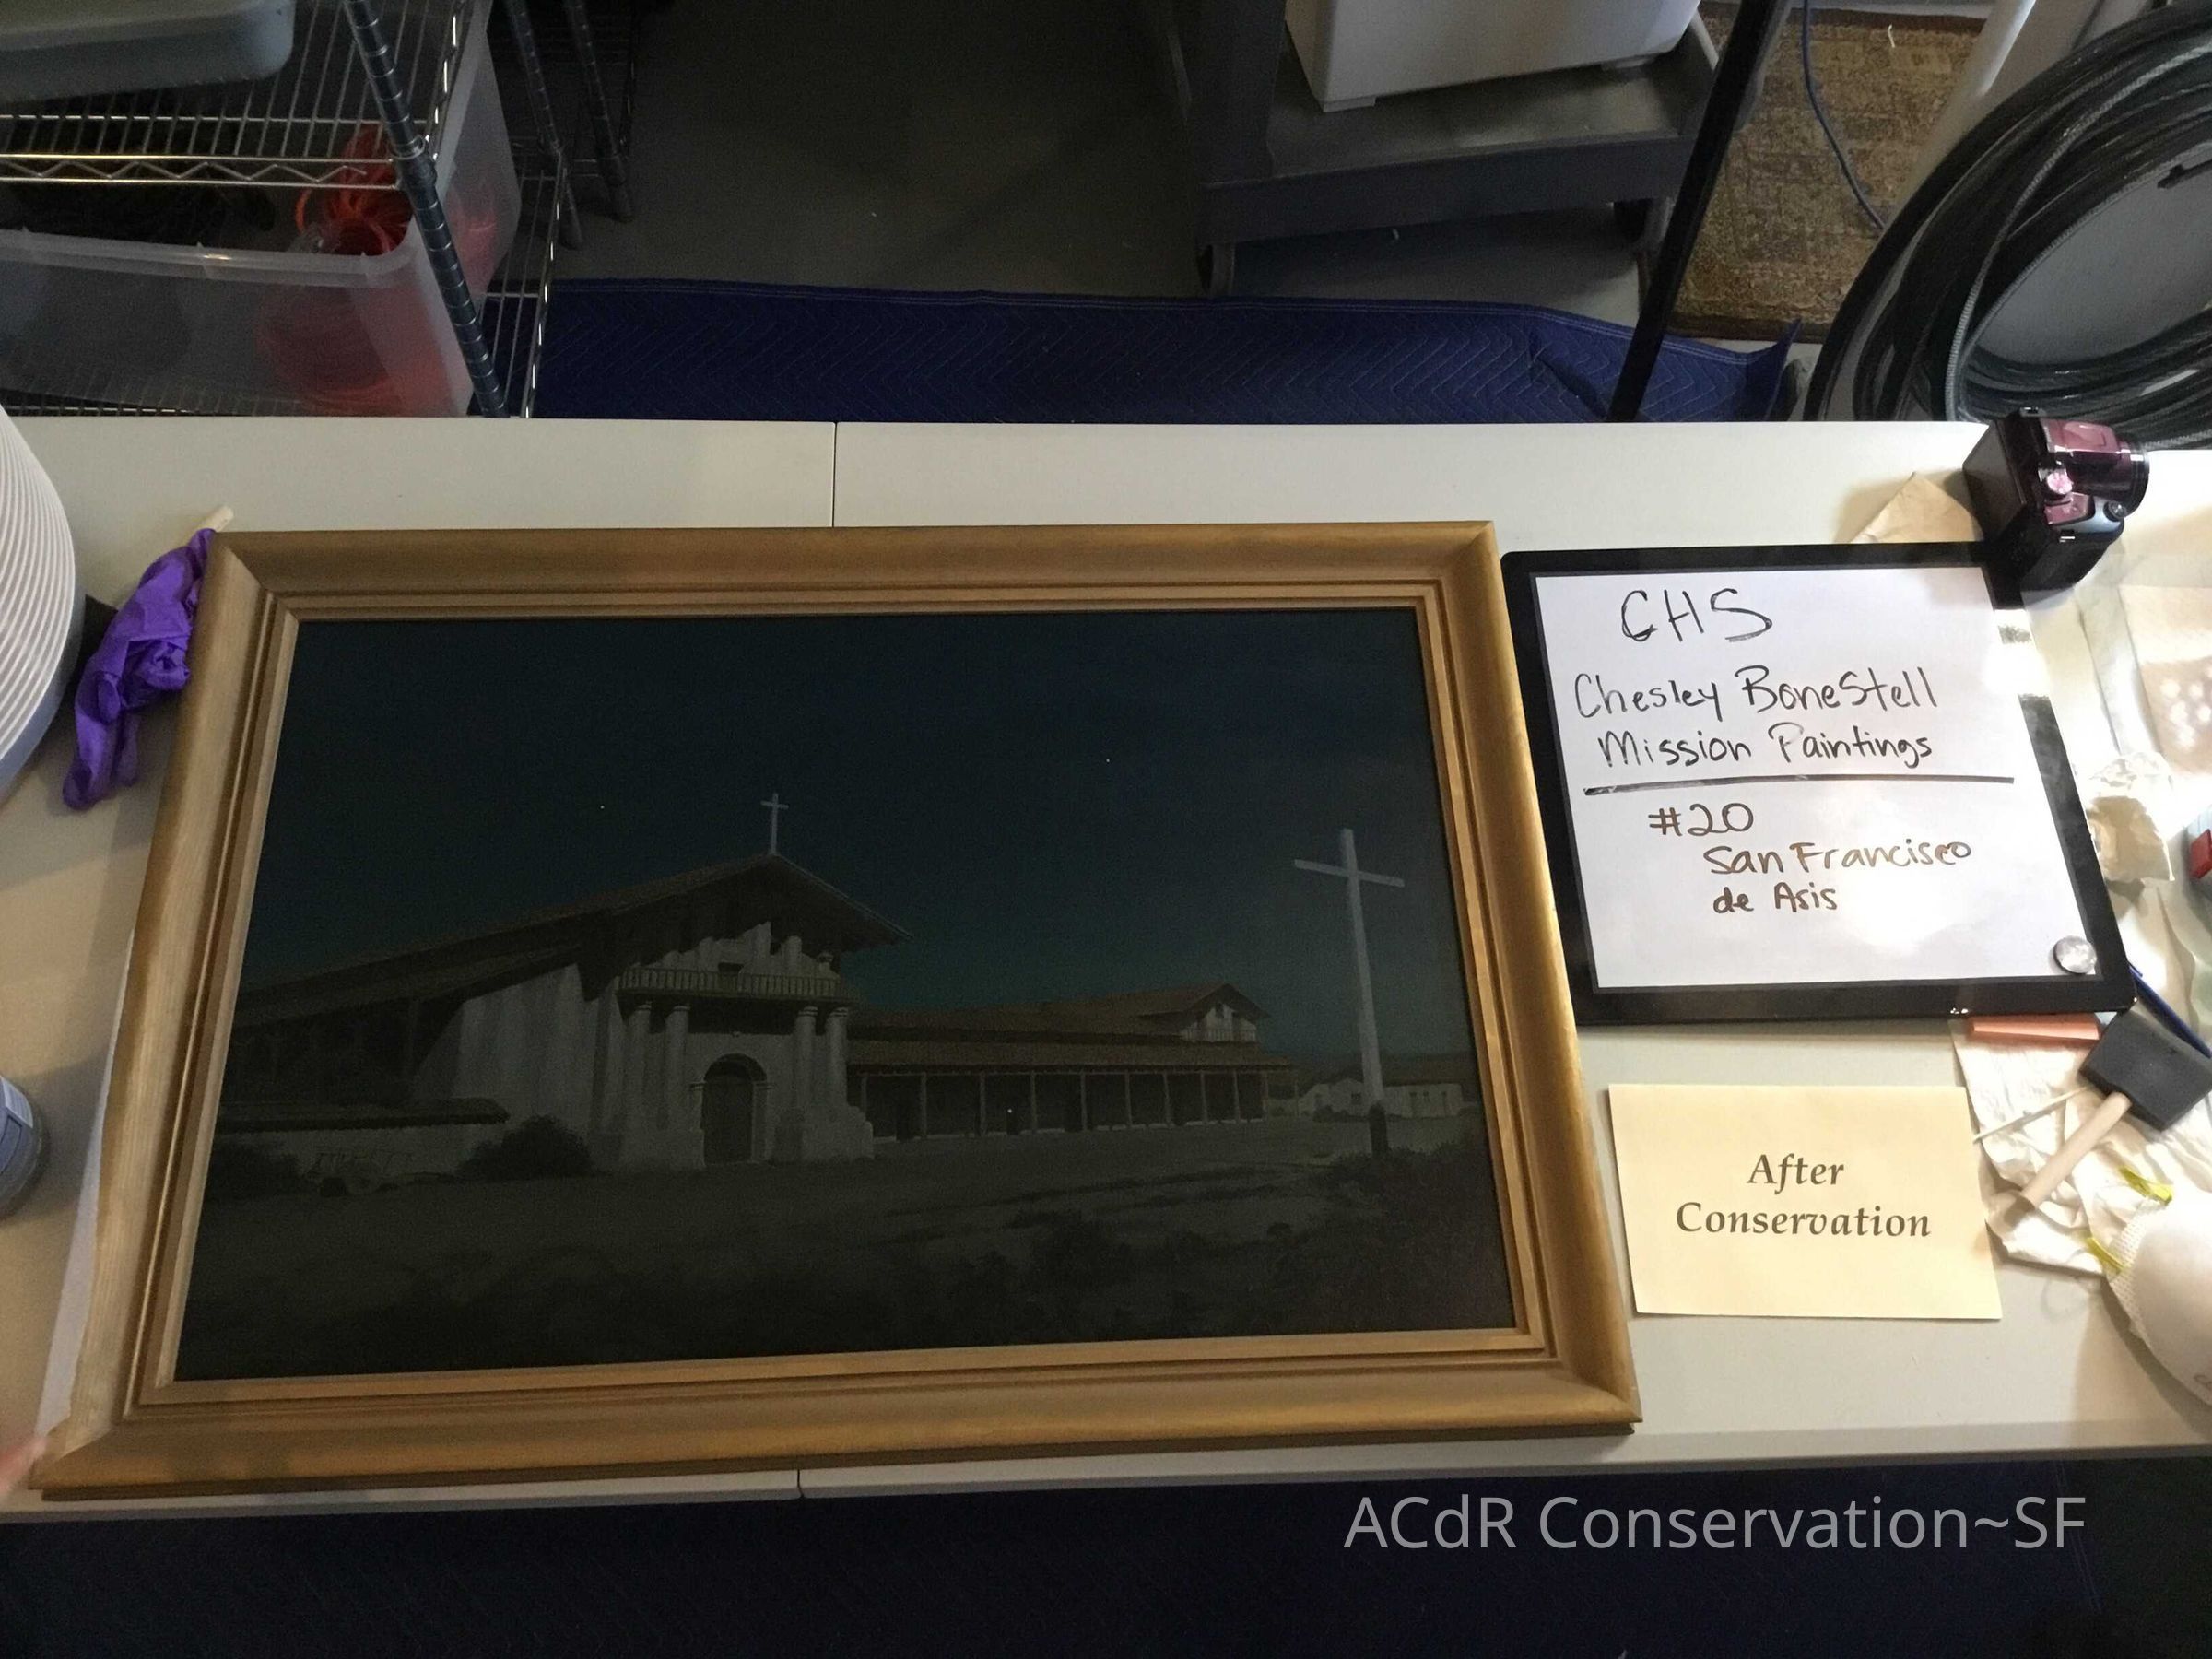 CHS
Chesley BoneStell
Mission Paintings
#20
San Francisco
de Asis
After
Conservation
ACdR Conservation~SF